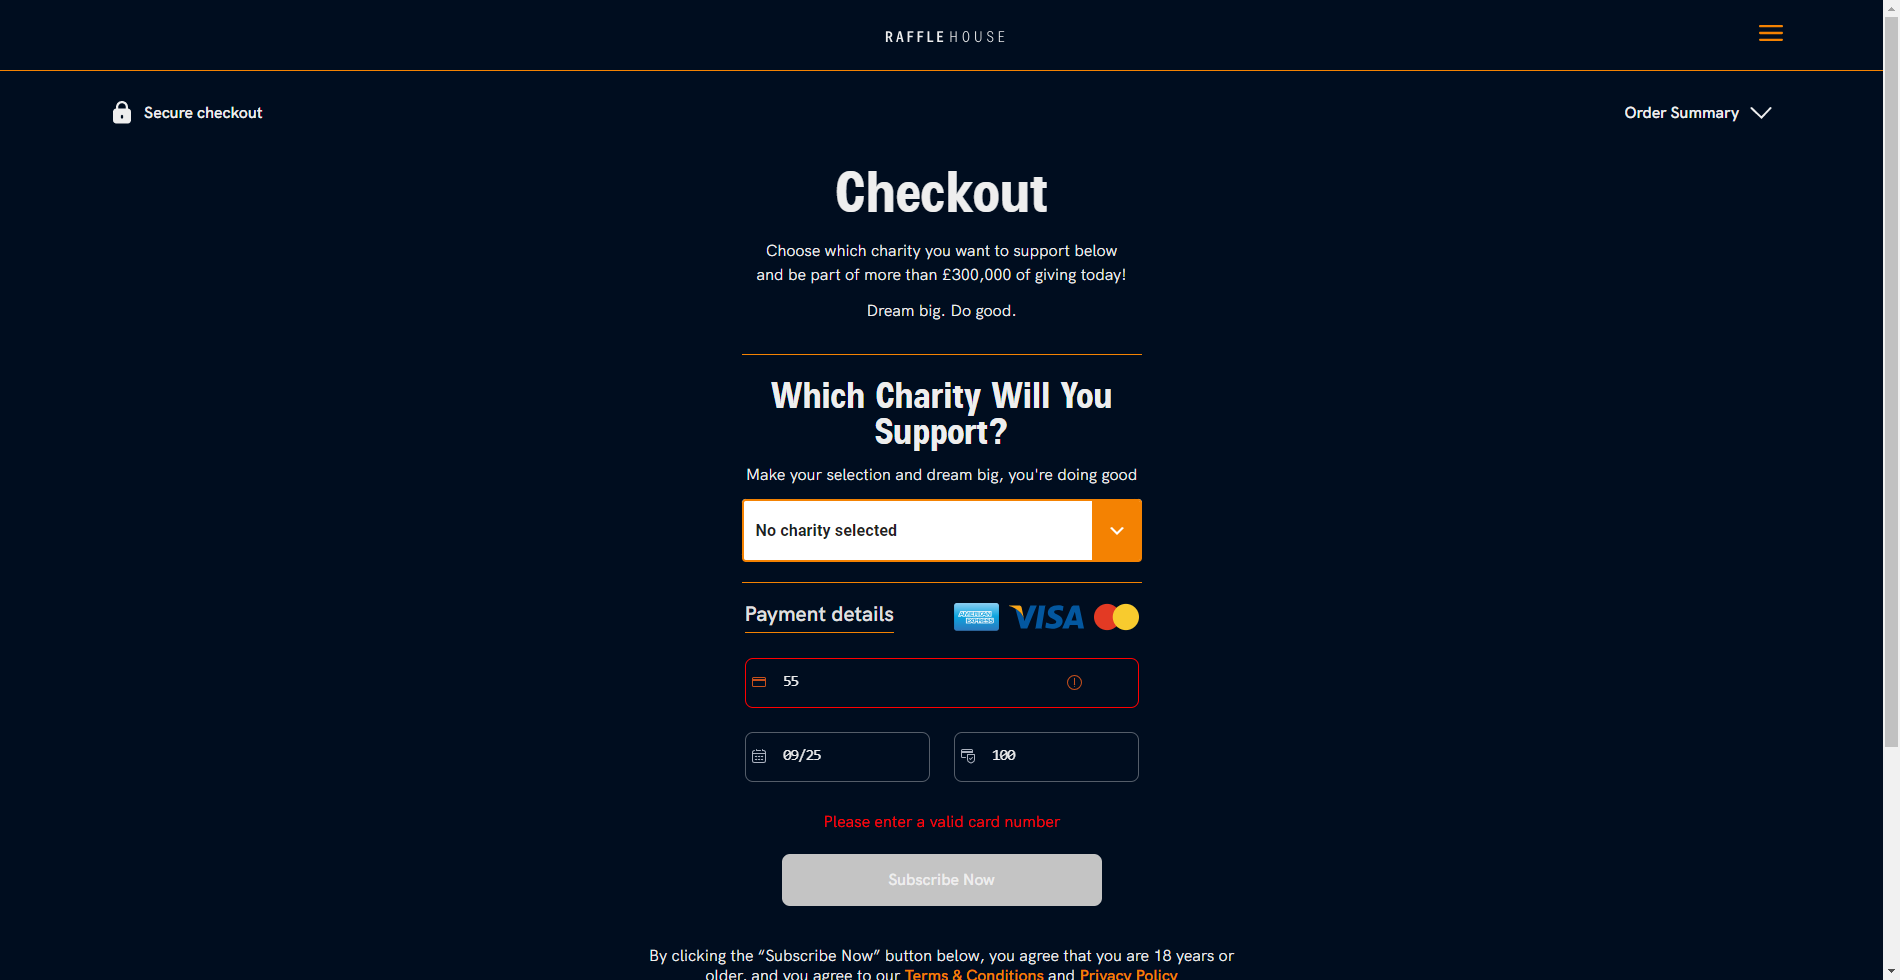 RAFFLE HOUSE
Secure checkout
Order Summary
Checkout
Choose which charity you want to support below
and be part of more than £300,000 of giving today!
Dream big. Do good.
Which Charity Will You
Support?
Make your selection and dream big, you're doing good
No charity selected
Payment details
AMERICAN
EXPRESS
VISA
55
09/25
100
Please enter a valid card number
Subscribe Now
By clicking the “Subscribe Now” button below, you agree that you are 18 years or
older, and you agree to our Terms & Conditions and Privacy Policy